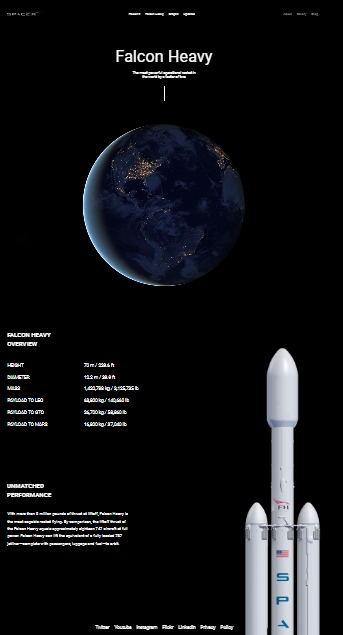 SPACEX
Falcon Heavy
The most powerful operational rocket in
the world by a factor of two
FALCON HEAVY
OVERVIEW
HEIGHT 70 m / 229.6 ft
DIAMETER 12.2 m / 39.9 ft
MASS 1,420,788 kg / 3,125,735 lb
PAYLOAD TO LEO 63,800 kg / 140,660 lb
PAYLOAD TO GTO 26,700 kg / 58,860 lb
PAYLOAD TO MARS 16,800 kg / 37,040 lb
FH
UNMATCHED
PERFORMANCE
With more than 5 million pounds of thrust at liftoff, Falcon Heavy is
the most capable rocket flying. By comparison, the liftoff thrust of
the Falcon Heavy equals approximately eighteen 747 aircraft at full
power. Falcon Heavy can lift the equivalent of a fully loaded 737
jetliner--complete with passengers, luggage and fuel--to orbit.
S
P
A
Twitter Youtube Instagram Flickr LinkedIn Privacy Policy